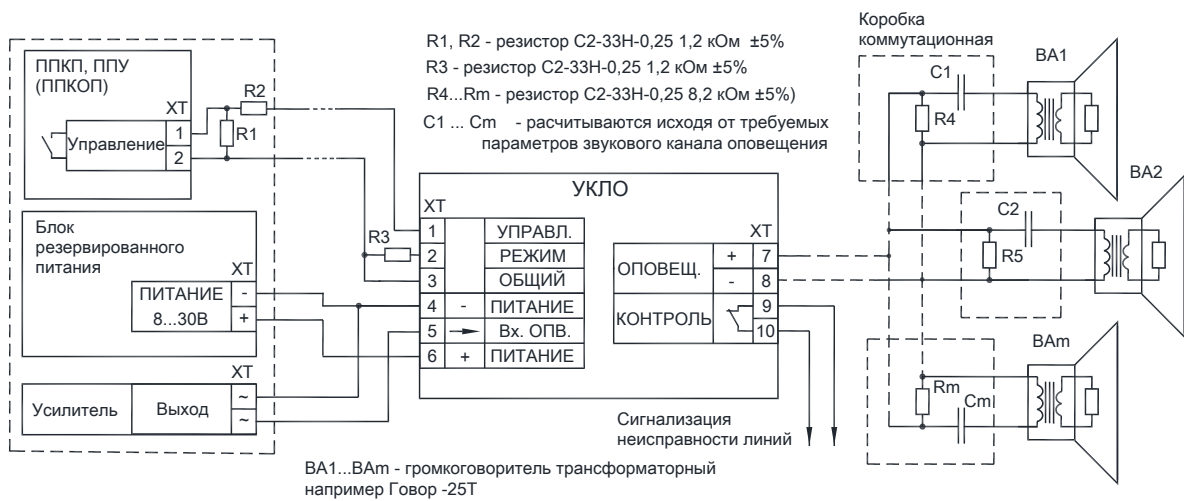 R1, R2 - резистор С2-33Н-0,25 1,2 кОм ±5%
R3 - резистор С2-33Н-0,25 1,2 кОм ±5%
R4...Rm - резистор С2-33Н-0,25 8,2 кОм ±5%)
C1 ... Cm - расчитываются исходя от требуемых
параметров звукового канала оповещения
ППКП, ППУ
(ППКОП)
XT
Управление
1
2
R2
R1
Блок
резервированного
питания
XT
ПИТАНИЕ
8...30В
-
+
XT
Усилитель
Выход
~
~
R3
УКЛО
XT
1 УПРАВЛ.
2 РЕЖИМ
3 ОБЩИЙ
4 - ПИТАНИЕ
5 Вх. ОПВ.
6 + ПИТАНИЕ
XT
ОПОВЕЩ.
+ 7
- 8
КОНТРОЛЬ
9
10
Сигнализация
неисправности линий
Коробка
коммутационная
C1
R4
BA1
C2
R5
BA2
Rm
Cm
BAm
BA1...BAm - громкоговоритель трансформаторный
например Говор -25Т